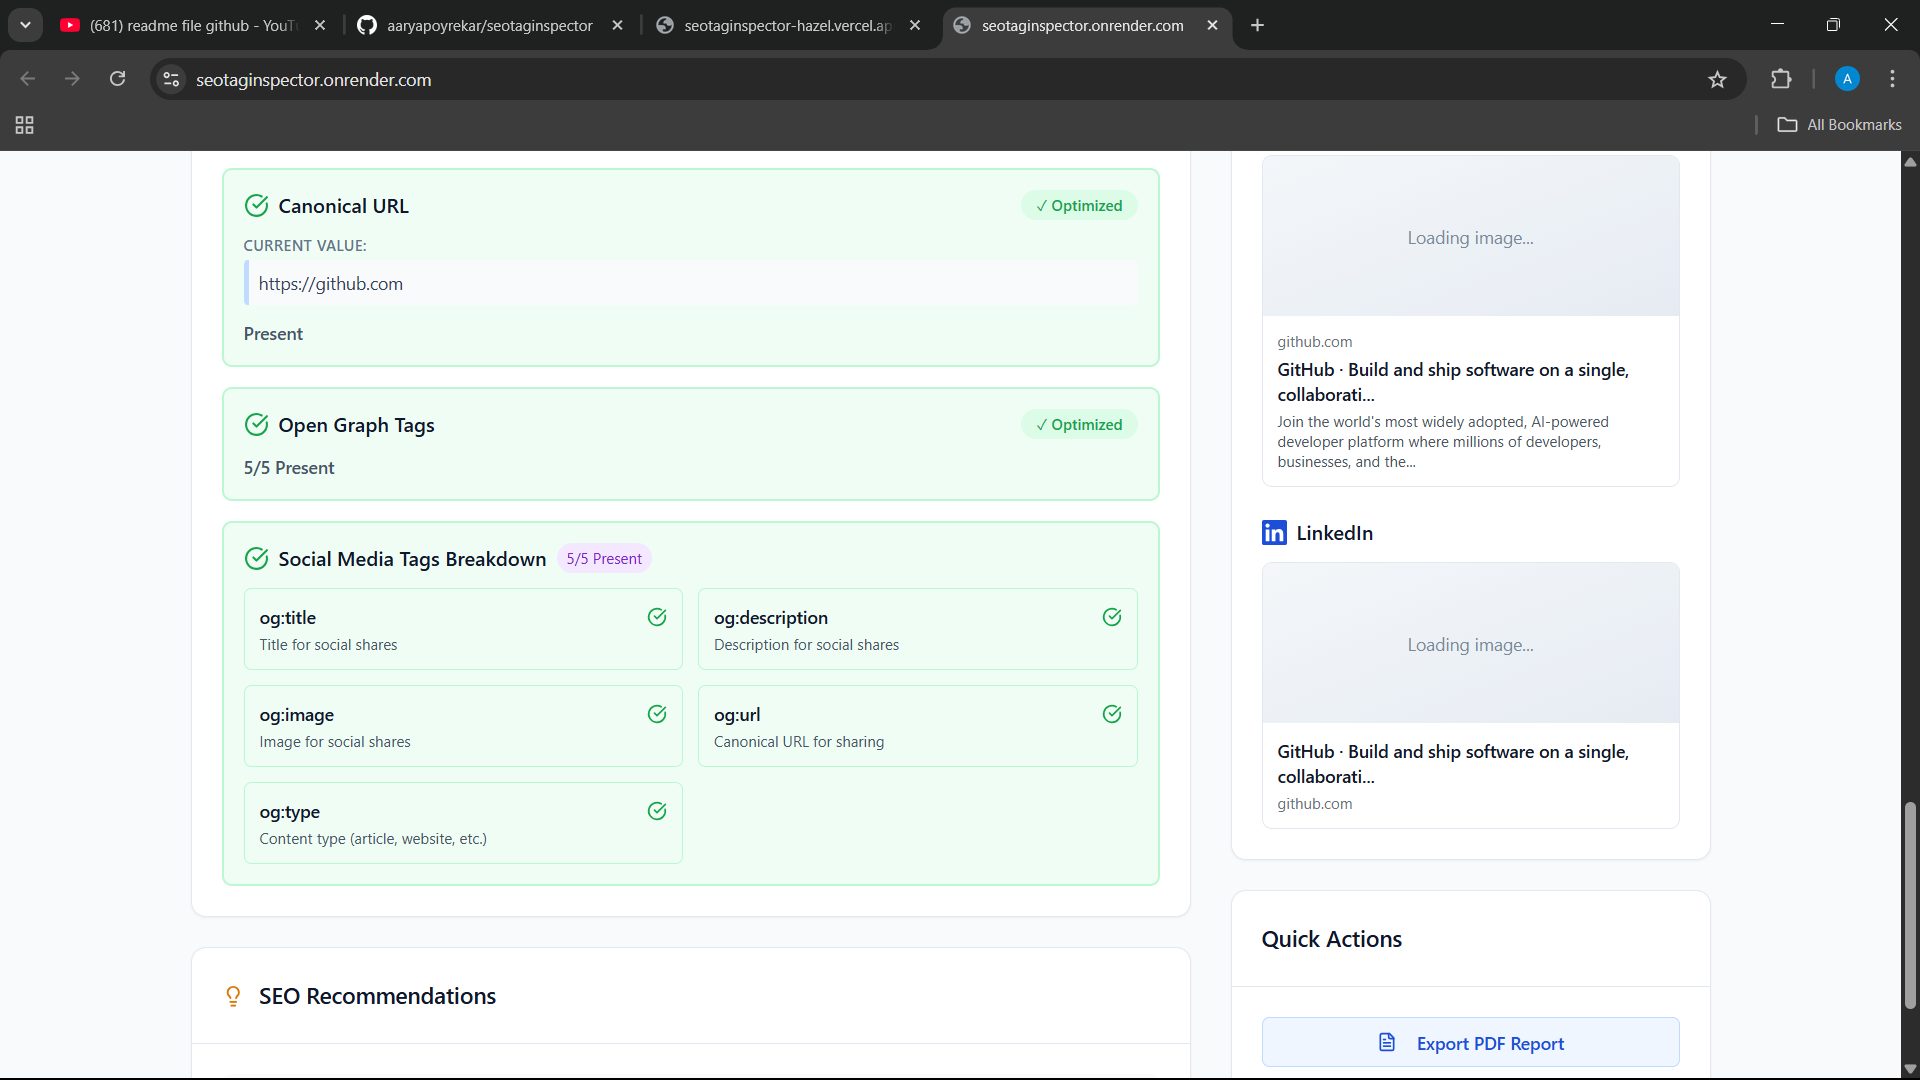 (681) readme file github - YouT
aaryapoyrekar/seotaginspector
seotaginspector-hazel.vercel.ap
seotaginspector.onrender.com
seotaginspector.onrender.com
A
All Bookmarks
Canonical URL
✓ Optimized
CURRENT VALUE:
https://github.com
Present
Open Graph Tags
✓ Optimized
5/5 Present
Social Media Tags Breakdown
5/5 Present
og:title
Title for social shares
og:description
Description for social shares
og:image
Image for social shares
og:url
Canonical URL for sharing
og:type
Content type (article, website, etc.)
SEO Recommendations
Loading image...
github.com
GitHub · Build and ship software on a single,
collaborati...
Join the world's most widely adopted, AI-powered
developer platform where millions of developers,
businesses, and the...
in LinkedIn
Loading image...
GitHub · Build and ship software on a single,
collaborati...
github.com
Quick Actions
Export PDF Report